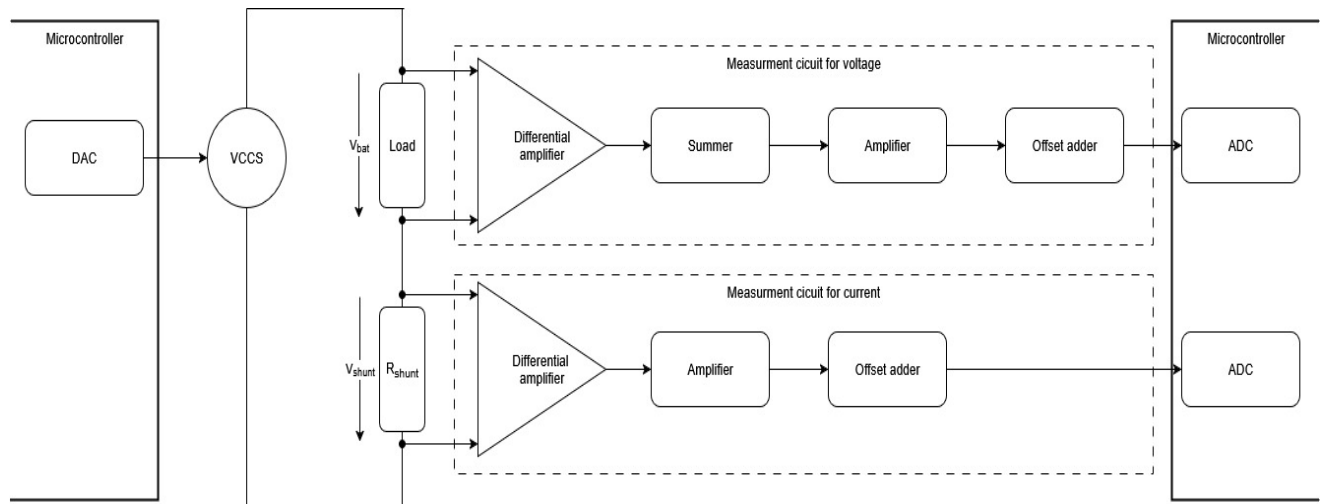 Microcontroller
DAC
VCCS
Vbat
Load
Measurment cicuit for voltage
Differential
amplifier
Summer
Amplifier
Offset adder
Microcontroller
ADC
Vshunt
Rshunt
Measurment cicuit for current
Differential
amplifier
Amplifier
Offset adder
ADC